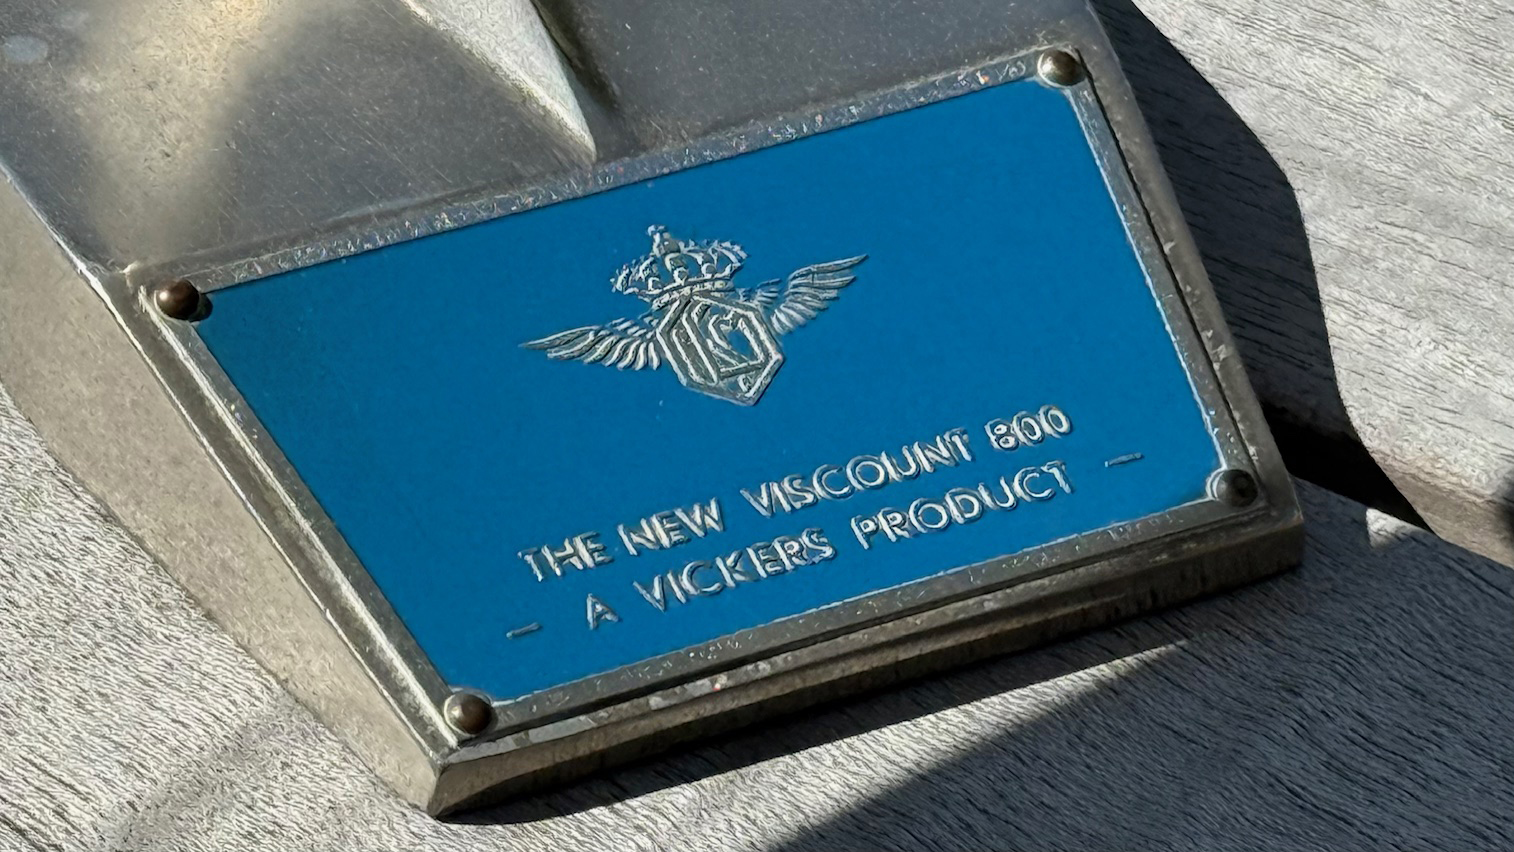 THE NEW VISCOUNT 800
— A VICKERS PRODUCT —